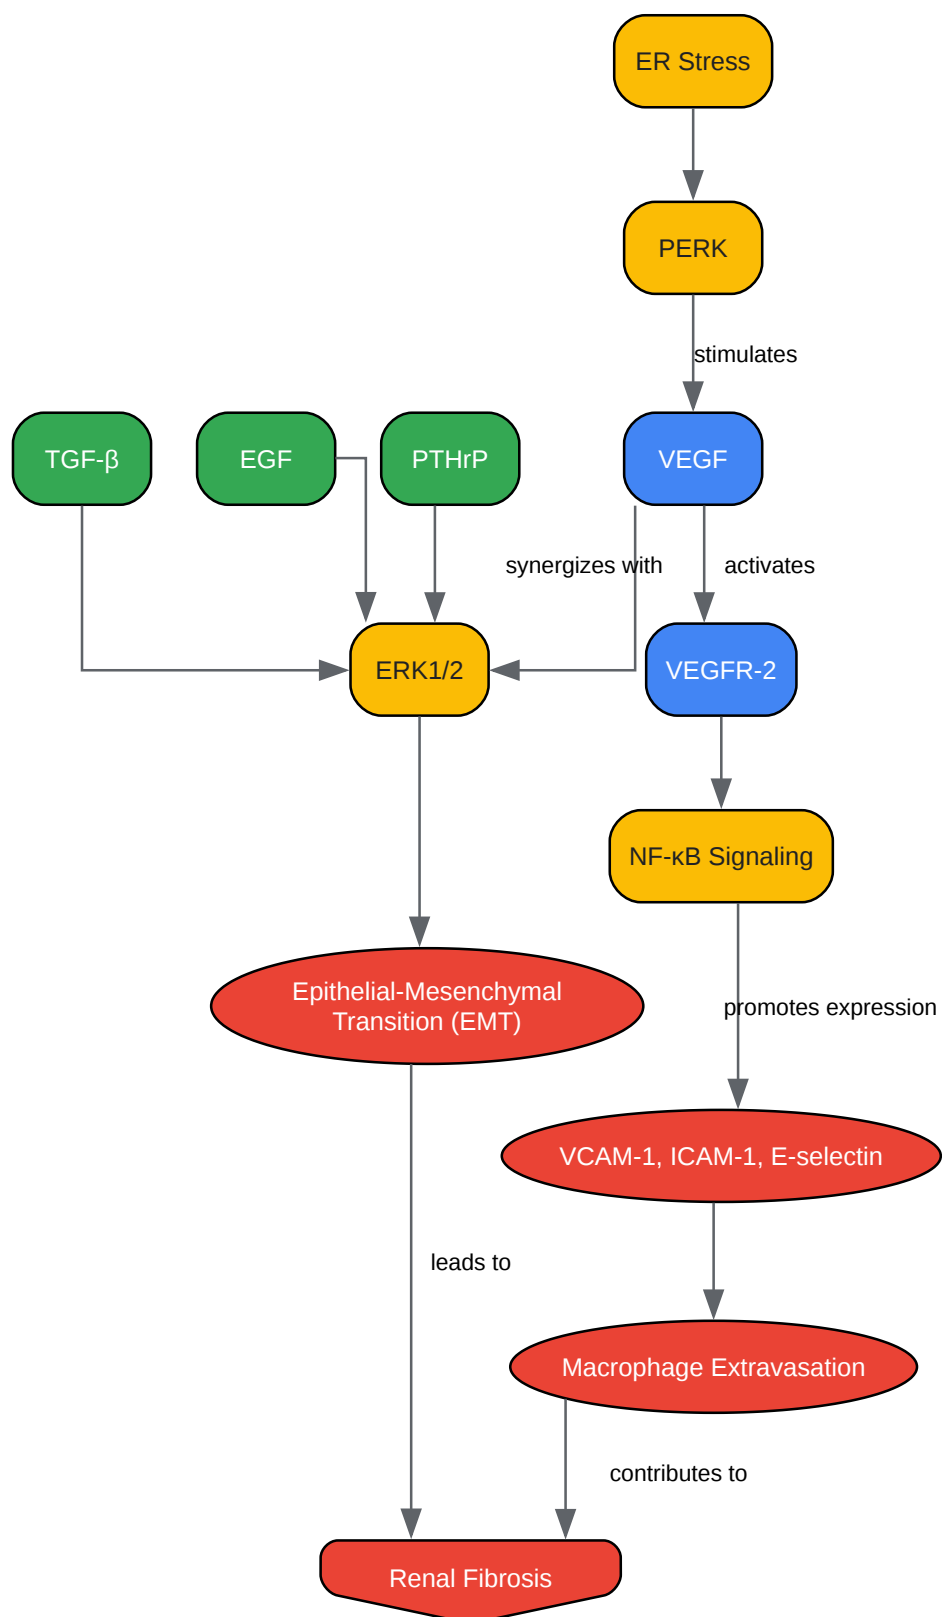 ER Stress
PERK
stimulates
TGF-β
EGF
PTHrP
VEGF
synergizes with
activates
ERK1/2
VEGFR-2
NF-κB Signaling
Epithelial-Mesenchymal
Transition (EMT)
promotes expression
VCAM-1, ICAM-1, E-selectin
leads to
Macrophage Extravasation
contributes to
Renal Fibrosis